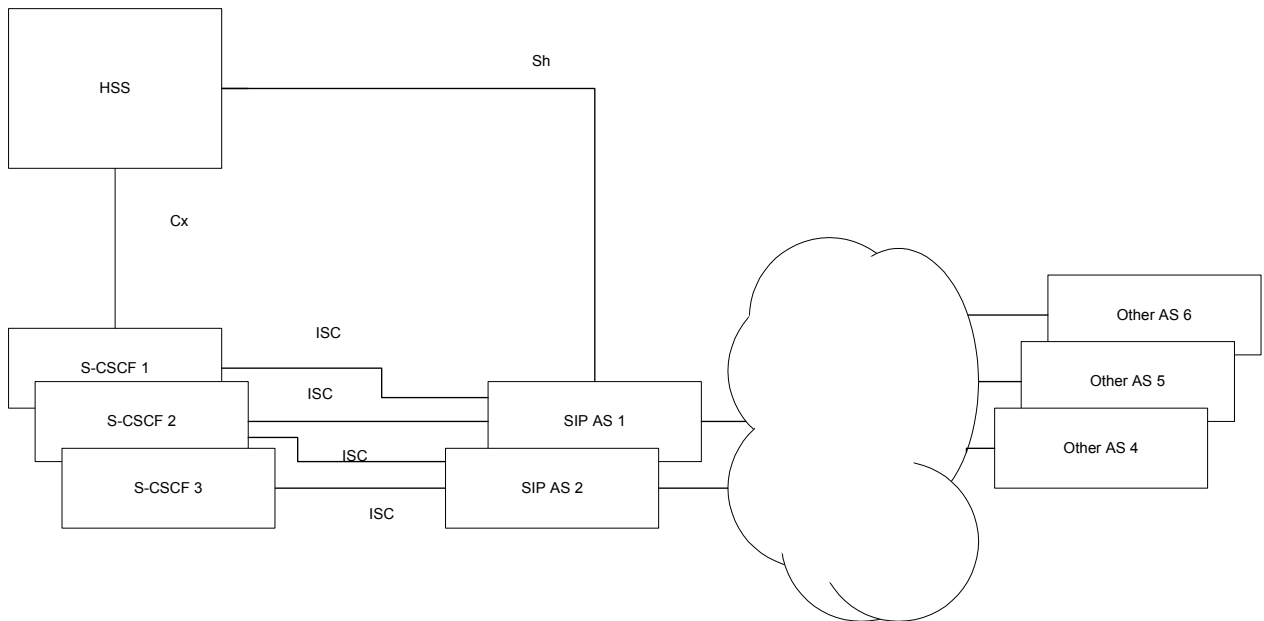 Sh
HSS
Cx
ISC
S-CSCF 1
ISC
S-CSCF 2
ISC
S-CSCF 3
ISC
SIP AS 1
SIP AS 2
Other AS 6
Other AS 5
Other AS 4